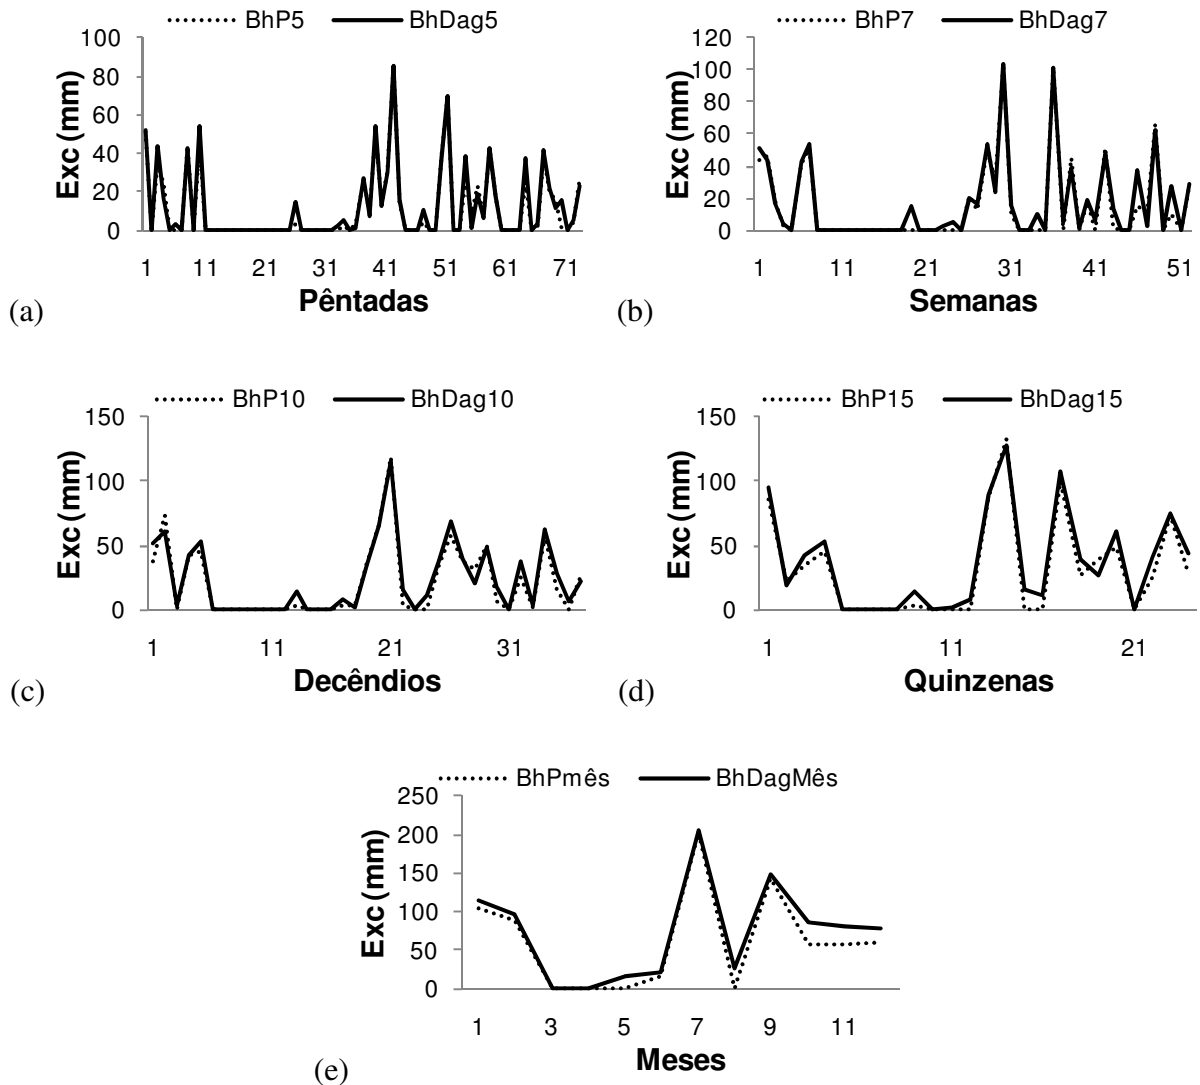 BhP5 BhDag5
100
80
60
40
20
0
Exc (mm)
1 11 21 31 41 51 61 71
Pêntadas
(a)
BhP7 BhDag7
120
100
80
60
40
20
0
Exc (mm)
1 11 21 31 41 51
Semanas
(b)
BhP10 BhDag10
150
100
50
0
Exc (mm)
1 11 21 31
Decêndios
(c)
BhP15 BhDag15
150
100
50
0
Exc (mm)
1 11 21
Quinzenas
(d)
BhPmês BhDagMês
250
200
150
100
50
0
Exc (mm)
1 3 5 7 9 11
Meses
(e)